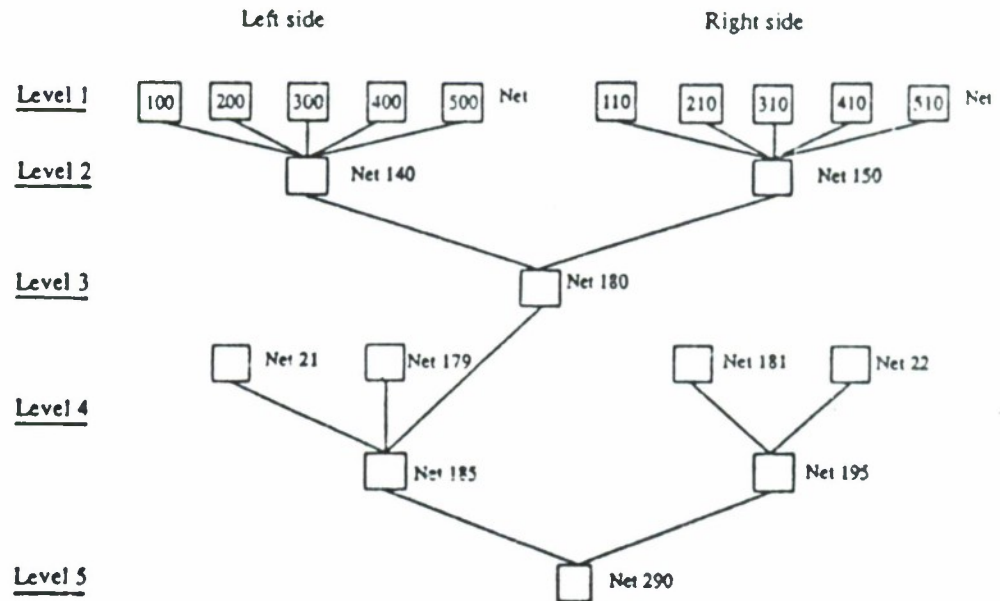 Left side Right side
Level 1 100 200 300 400 500 Net 110 210 310 410 510 Net
Level 2 Net 140 Net 150
Level 3 Net 180
Net 21 Net 179 Net 181 Net 22
Level 4
Net 185 Net 195
Level 5 Net 290